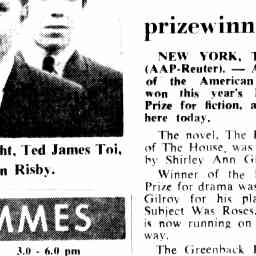 ht, Ted James Toi,
n Risby.
MMES
3.0 - 6.0 pm
prizewinn
NEW YORK, T
(AAP-Reuter), — A
of the American
won this year's
Prize for fiction, a
here today.
The novel, The
of The House, was
by Shirley Ann G
Winner of the
Prize for drama was
Gilroy for his pla
Subject Was Roses,
is now running on
way.
The Greenback